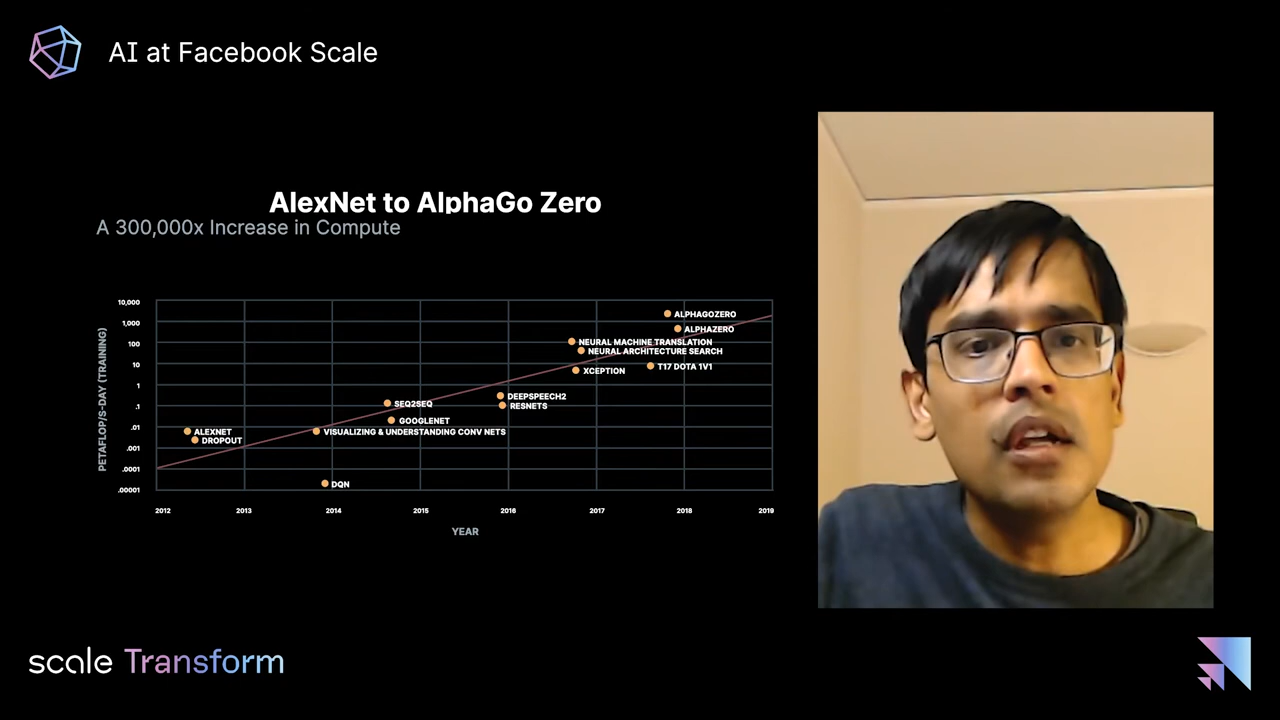 AI at Facebook Scale
AlexNet to AlphaGo Zero
A 300,000x Increase in Compute
PETAFLOP/S-DAY (TRAINING)
10,000
1,000
100
10
1
.1
.01
.001
.0001
.00001
ALPHAGOZERO
ALPHAZERO
NEURAL MACHINE TRANSLATION
NEURAL ARCHITECTURE SEARCH
T17 DOTA 1V1
XCEPTION
DEEPSPEECH2
SEQ2SEQ
RESNETS
GOOGLENET
ALEXNET
VISUALIZING & UNDERSTANDING CONV NETS
DROPOUT
DQN
2012 2013 2014 2015 2016 2017 2018 2019
YEAR
scale Transform